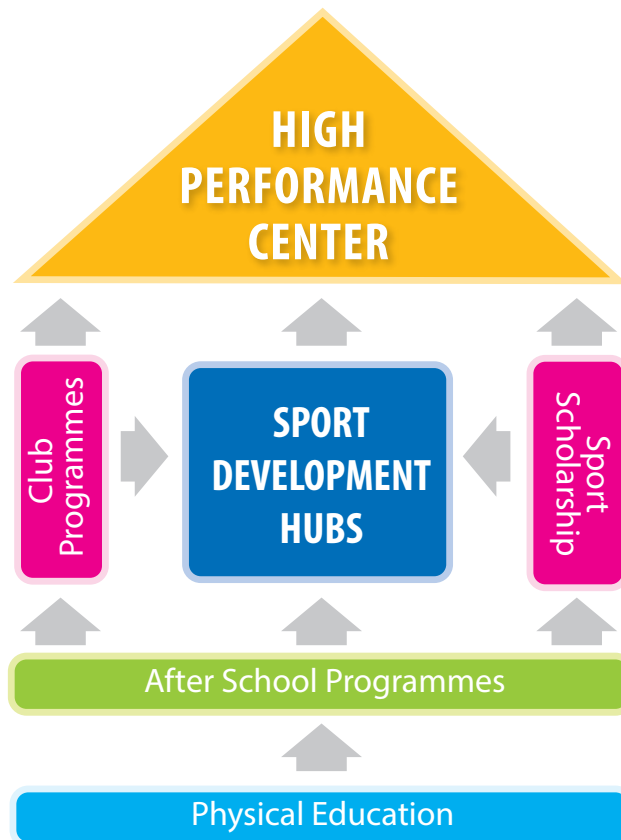 HIGH
PERFORMANCE
CENTER
Club
Programmes
SPORT
DEVELOPMENT
HUBS
Sport
Scholarship
After School Programmes
Physical Education